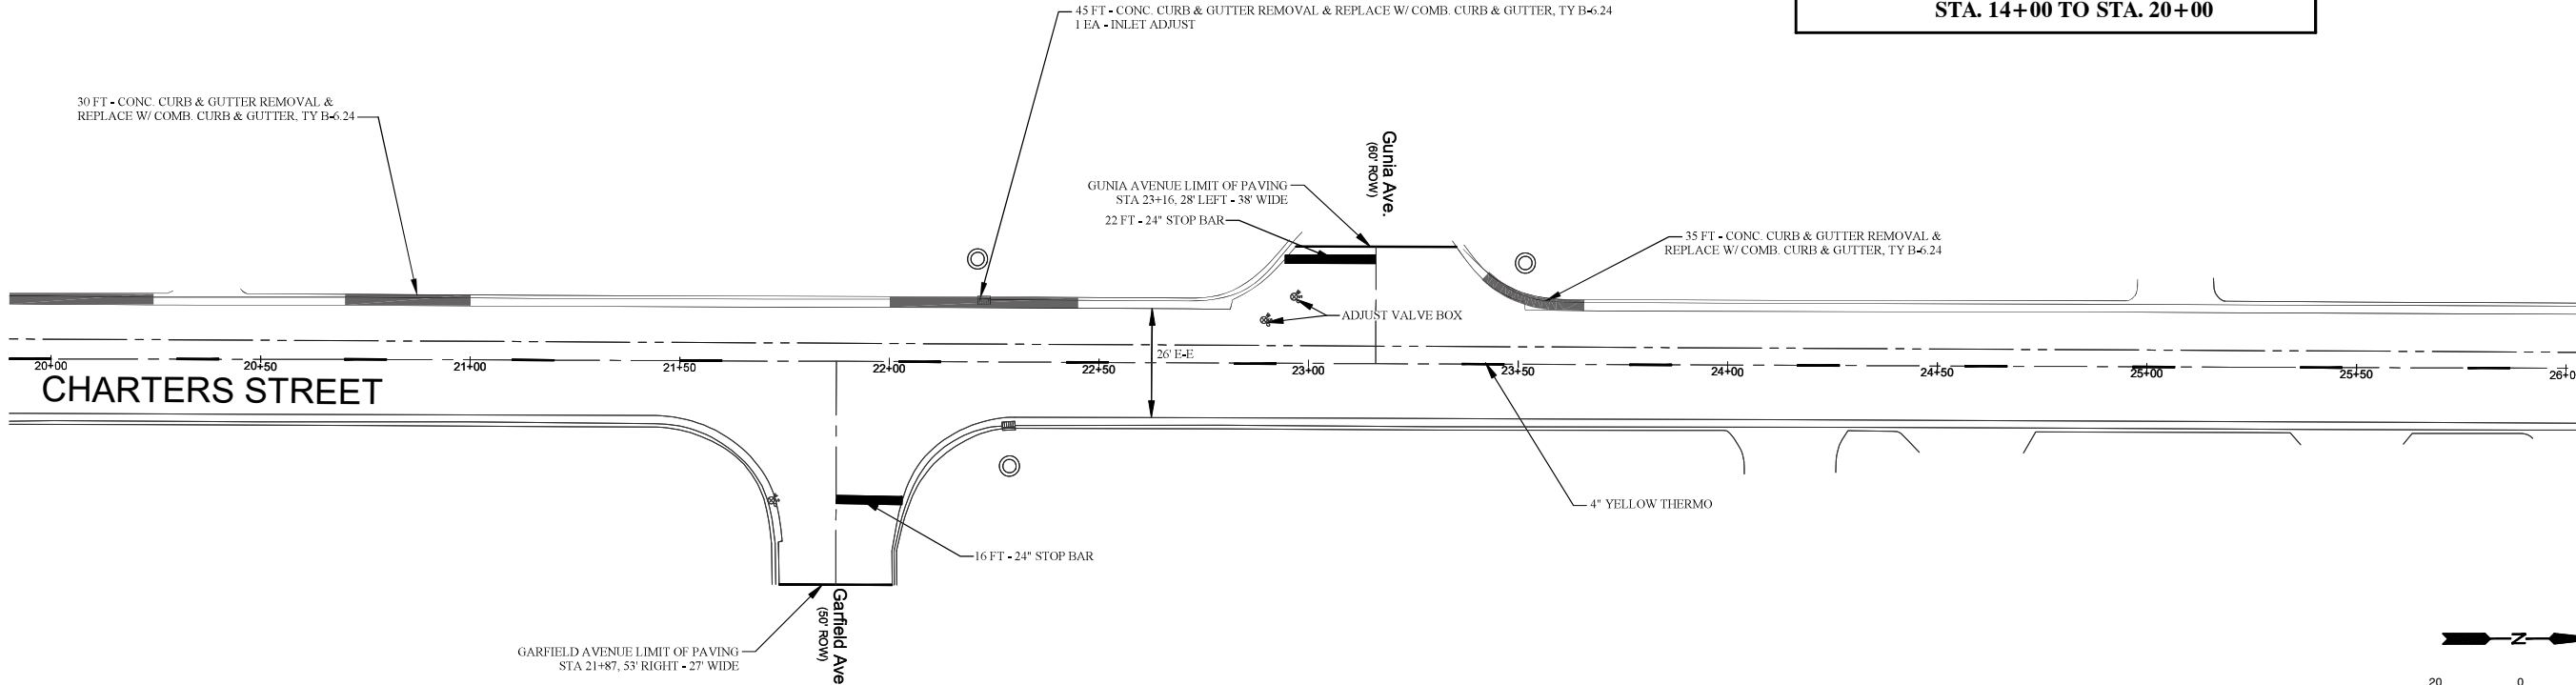 45 FT - CONC. CURB & GUTTER REMOVAL & REPLACE W/ COMB. CURB & GUTTER, TY B-6.24
1 EA - INLET ADJUST
STA. 14+00 TO STA. 20+00
30 FT - CONC. CURB & GUTTER REMOVAL &
REPLACE W/ COMB. CURB & GUTTER, TY B-6.24
Gunia Ave.
(60' ROW)
GUNIA AVENUE LIMIT OF PAVING
STA 23+16, 28' LEFT - 38' WIDE
22 FT - 24" STOP BAR
35 FT - CONC. CURB & GUTTER REMOVAL &
REPLACE W/ COMB. CURB & GUTTER, TY B-6.24
ADJUST VALVE BOX
26' E-E
20+00
20+50
21+00
21+50
22+00
22+50
23+00
23+50
24+00
24+50
25+00
25+50
26+0
CHARTERS STREET
4" YELLOW THERMO
16 FT - 24" STOP BAR
Garfield Ave
(50' ROW)
GARFIELD AVENUE LIMIT OF PAVING
STA 21+87, 53' RIGHT - 27' WIDE
N
20
0